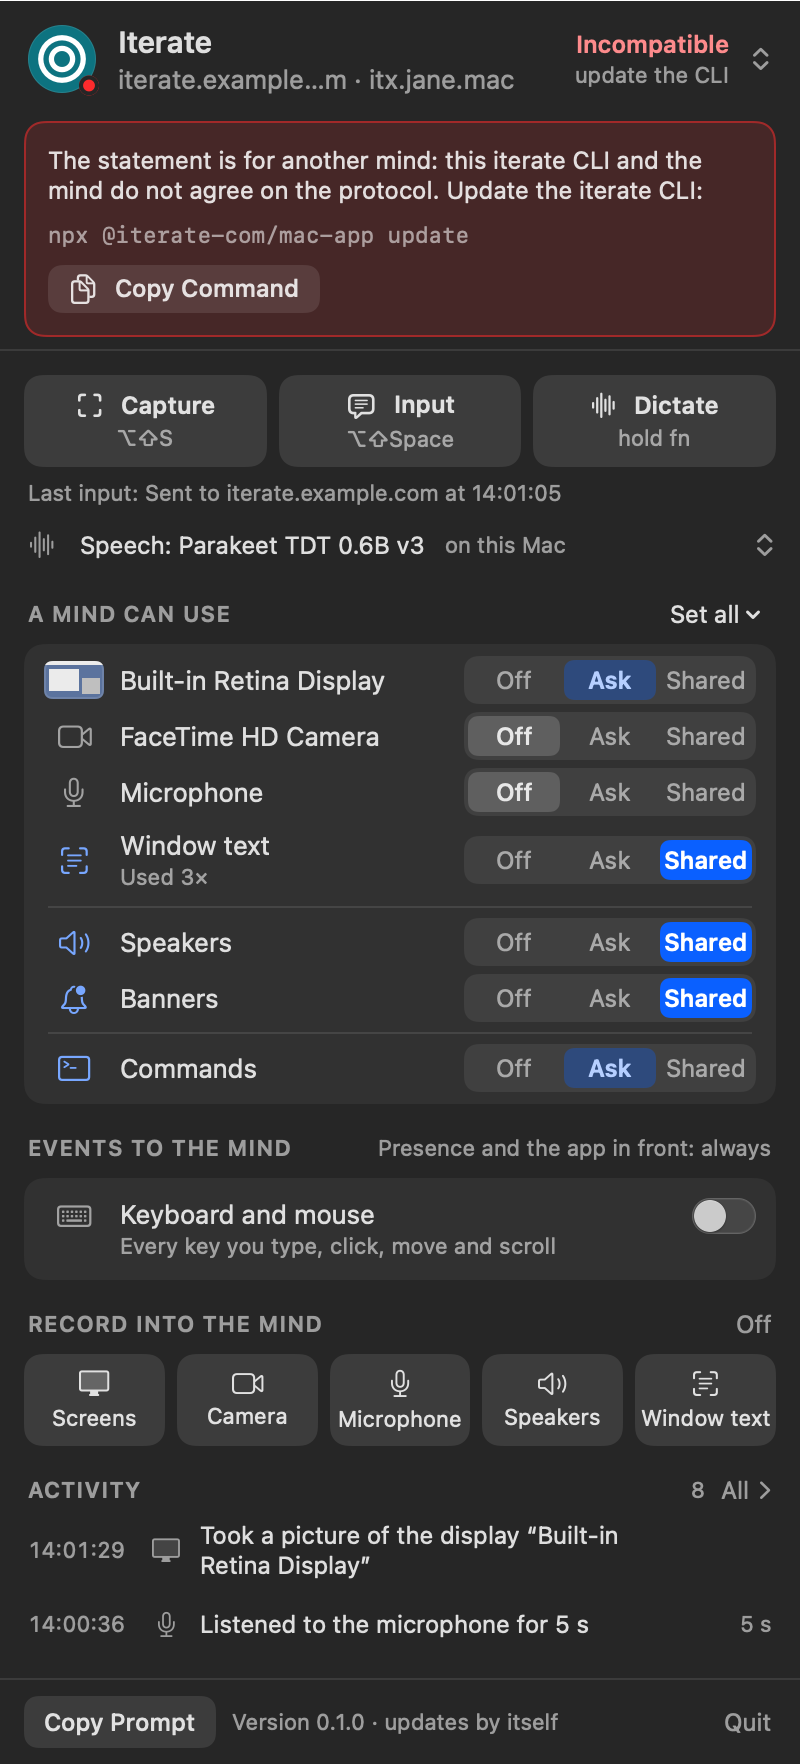 Iterate
iterate.example...m · itx.jane.mac
Incompatible
update the CLI
The statement is for another mind: this iterate CLI and the
mind do not agree on the protocol. Update the iterate CLI:
npx @iterate-com/mac-app update
Copy Command
Capture
⌥⇧S
Input
⌥⇧Space
Dictate
hold fn
Last input: Sent to iterate.example.com at 14:01:05
Speech: Parakeet TDT 0.6B v3 on this Mac
A MIND CAN USE
Set all
Built-in Retina Display Off Ask Shared
FaceTime HD Camera Off Ask Shared
Microphone Off Ask Shared
Window text Off Ask Shared
Used 3×
Speakers Off Ask Shared
Banners Off Ask Shared
Commands Off Ask Shared
EVENTS TO THE MIND Presence and the app in front: always
Keyboard and mouse
Every key you type, click, move and scroll
RECORD INTO THE MIND Off
Screens
Camera
Microphone
Speakers
Window text
ACTIVITY 8 All
14:01:29 Took a picture of the display “Built-in
Retina Display”
14:00:36 Listened to the microphone for 5 s 5 s
Copy Prompt Version 0.1.0 · updates by itself Quit